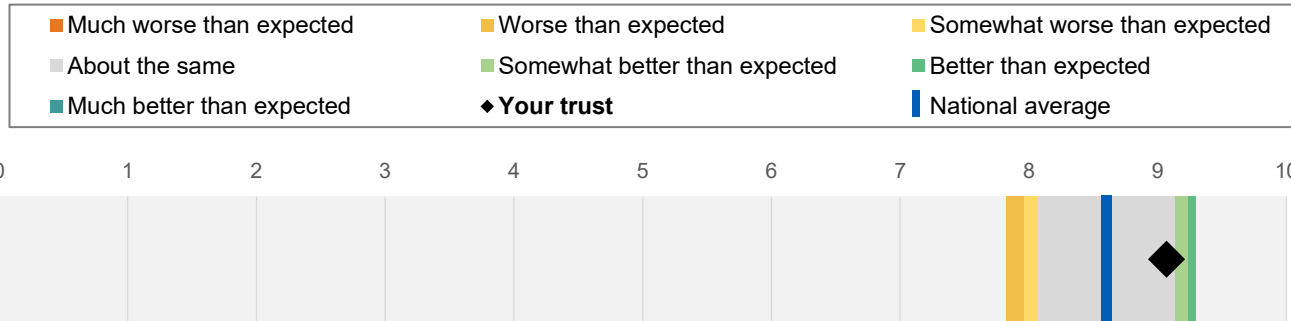 Much worse than expected Worse than expected Somewhat worse than expected
About the same Somewhat better than expected Better than expected
Much better than expected Your trust National average
0 1 2 3 4 5 6 7 8 9 10